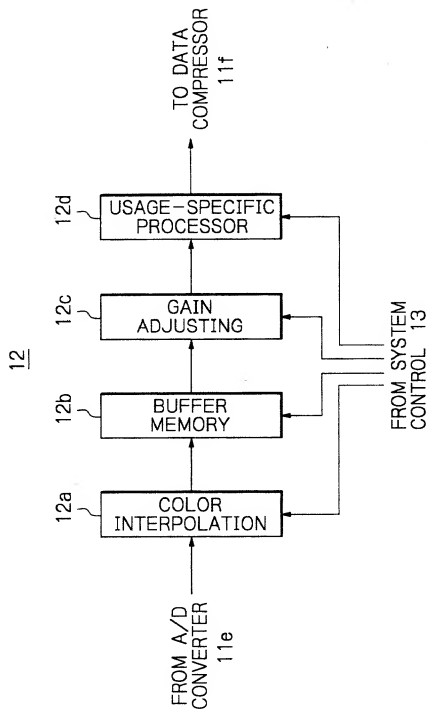 12
FROM A/D
CONVERTER
11e
12a
COLOR
INTERPOLATION
12b
BUFFER
MEMORY
12c
GAIN
ADJUSTING
12d
USAGE-SPECIFIC
PROCESSOR
TO DATA
COMPRESSOR
11f
FROM SYSTEM
CONTROL 13